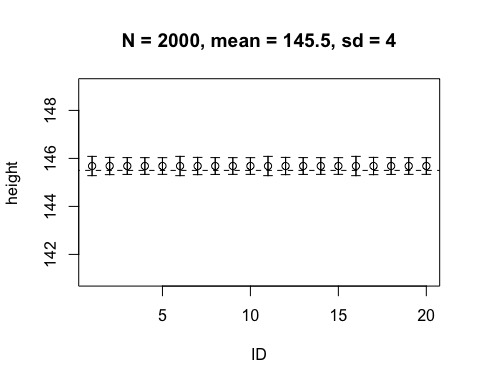 N = 2000, mean = 145.5, sd = 4
height
148
146
144
142
5 10 15 20
ID